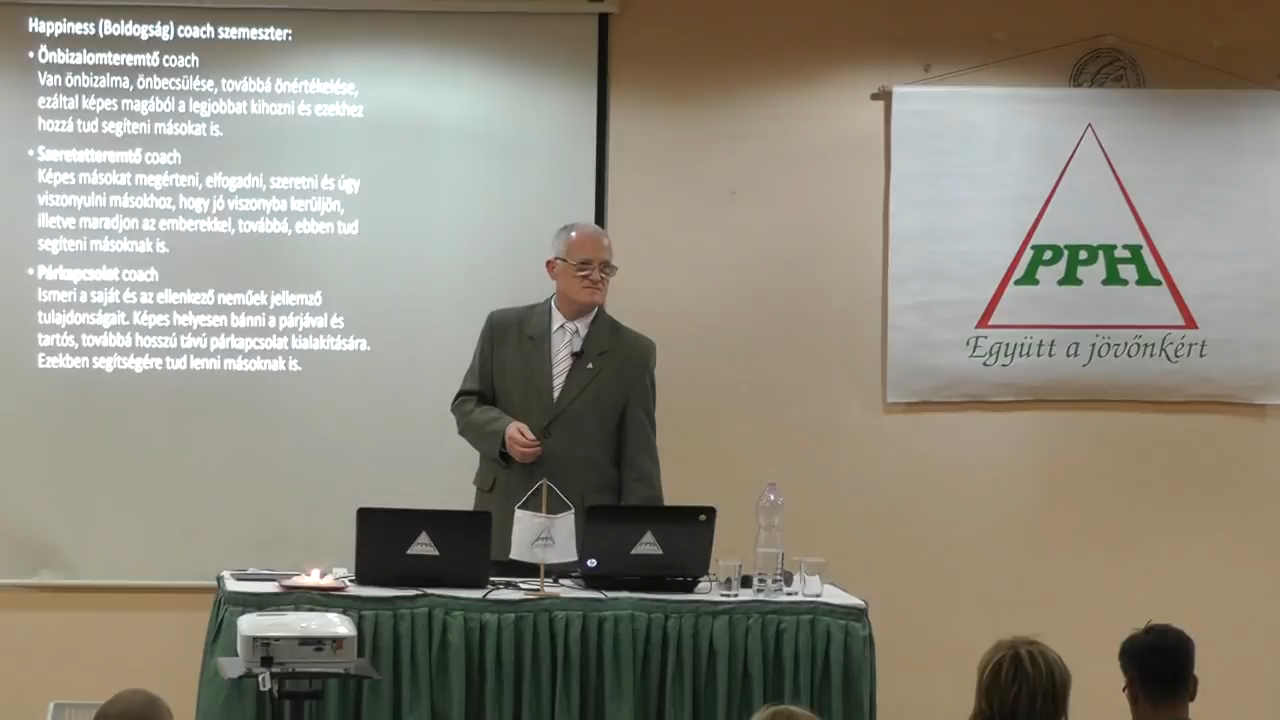 Happiness (Boldogság) coach szemeszter:
• Önbizalomteremtő coach
Van önbizalma, önbecsülése, továbbá önértékelése,
ezáltal képes magából a legjobbat kihozni és ezekhez
hozzá tud segíteni másokat is.
• Szeretetteremtő coach
Képes másokat megérteni, elfogadni, szeretni és úgy
viszonyulni másokhoz, hogy jó viszonyba kerüljön,
illetve maradjon az emberekkel, továbbá, ebben tud
segíteni másoknak is.
• Párkapcsolat coach
Ismeri a saját és az ellenkező neműek jellemző
tulajdonságait. Képes helyesen bánni a párjával és
tartós, továbbá hosszú távú párkapcsolat kialakítására.
Ezekben segítségére tud lenni másoknak is.
PPH
Együtt a jövőnkért
hp